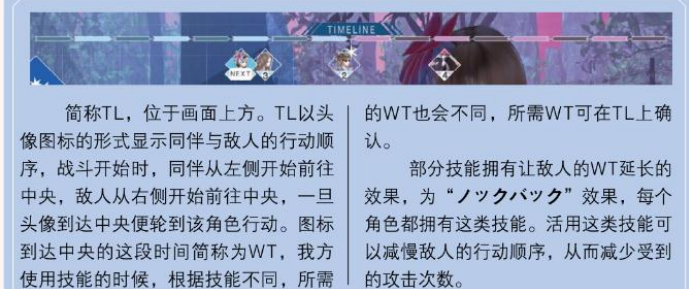 TIMELINE
NEXT
3
2
4
简称TL，位于画面上方。TL以头
像图标的形式显示同伴与敌人的行动顺
序，战斗开始时，同伴从左侧开始前往
中央，敌人从右侧开始前往中央，一旦
头像到达中央便轮到该角色行动。图标
到达中央的这段时间简称为WT，我方
使用技能的时候，根据技能不同，所需
的WT也会不同，所需WT可在TL上确
认。
部分技能拥有让敌人的WT延长的
效果，为“ノックバック”效果，每个
角色都拥有这类技能。活用这类技能可
以减慢敌人的行动顺序，从而减少受到
的攻击次数。